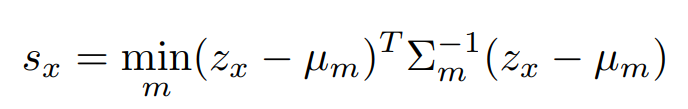 $s_x = \min_m (z_x - \mu_m)^T \Sigma_m^{-1} (z_x - \mu_m)$